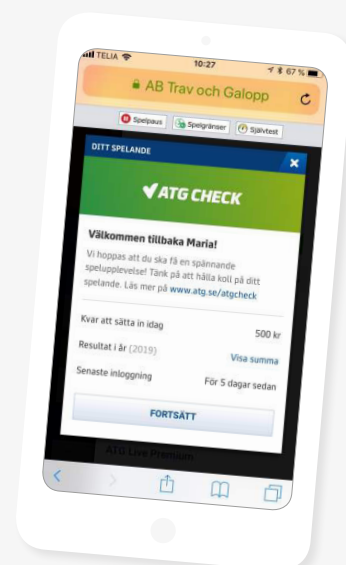 TELIA 10:27 67 %
AB Trav och Galopp
Spelpaus Spelgränser Självtest
DITT SPELANDE
ATG CHECK
Välkommen tillbaka Maria!
Vi hoppas att du ska få en spännande
spelupplevelse! Tänk på att hålla koll på ditt
spelande. Läs mer på www.atg.se/atgcheck
Kvar att sätta in idag 500 kr
Resultat i år (2019) Visa summa
Senaste inloggning För 5 dagar sedan
FORTSÄTT
ATG Live Premium